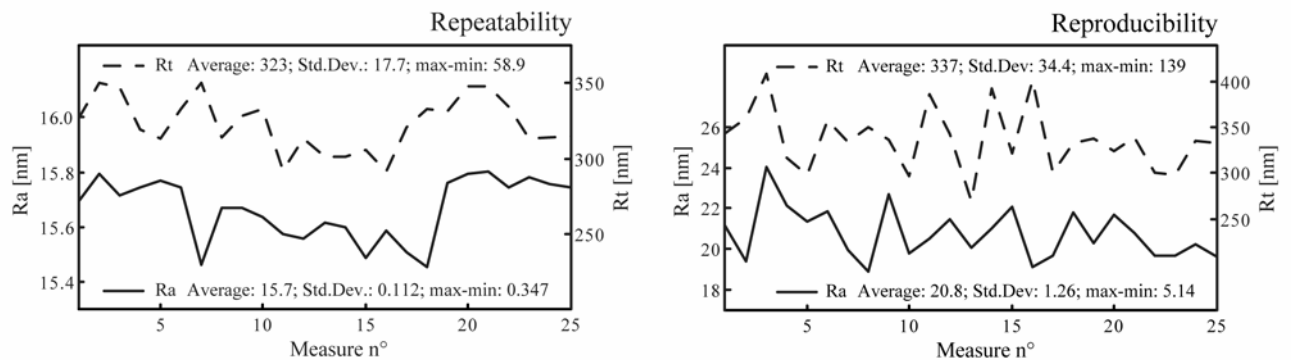 Repeatability
Rt Average: 323; Std.Dev.: 17.7; max-min: 58.9
16.0
15.8
15.6
15.4
Ra [nm]
350
300
250
Rt [nm]
Ra Average: 15.7; Std.Dev.: 0.112; max-min: 0.347
5 10 15 20 25
Measure n°
Reproducibility
Rt Average: 337; Std.Dev: 34.4; max-min: 139
26
24
22
20
18
Ra [nm]
400
350
300
250
Rt [nm]
Ra Average: 20.8; Std.Dev: 1.26; max-min: 5.14
5 10 15 20 25
Measure n°